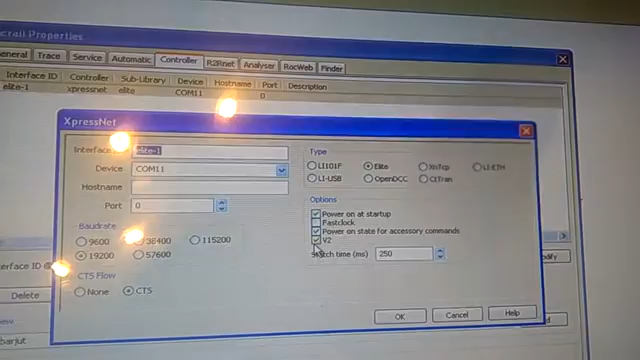 crail Properties
General Trace Service Automatic Controller R2Rnet Analyser RocWeb Finder
Interface ID Controller Sub-Library Device Hostname Port Description
elite-1 xpressnet elite COM11 0
XpressNet
Interface elite-1
Device COM11
Hostname
Port 0
Baudrate
9600 38400 115200
19200 57600
CTS Flow
None CTS
Type
LI101F Elite XnTcp LI-ETH
LI-USB OpenDCC CtTran
Options
Power on at startup
Fastclock
Power on state for accessory commands
V2
Switch time (ms) 250
OK Cancel Help
erface ID
Delete
ew
barjut
dify